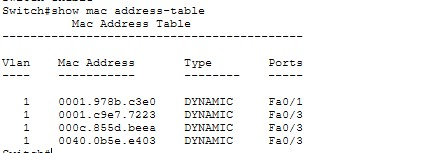 Switch#show mac address-table
Mac Address Table
-------------------------------------------
Vlan    Mac Address       Type        Ports
----    -----------       --------    -----
1    0001.978b.c3e0    DYNAMIC     Fa0/1
1    0001.c9e7.7223    DYNAMIC     Fa0/3
1    000c.855d.beea    DYNAMIC     Fa0/3
1    0040.0b5e.e403    DYNAMIC     Fa0/3
Switch#